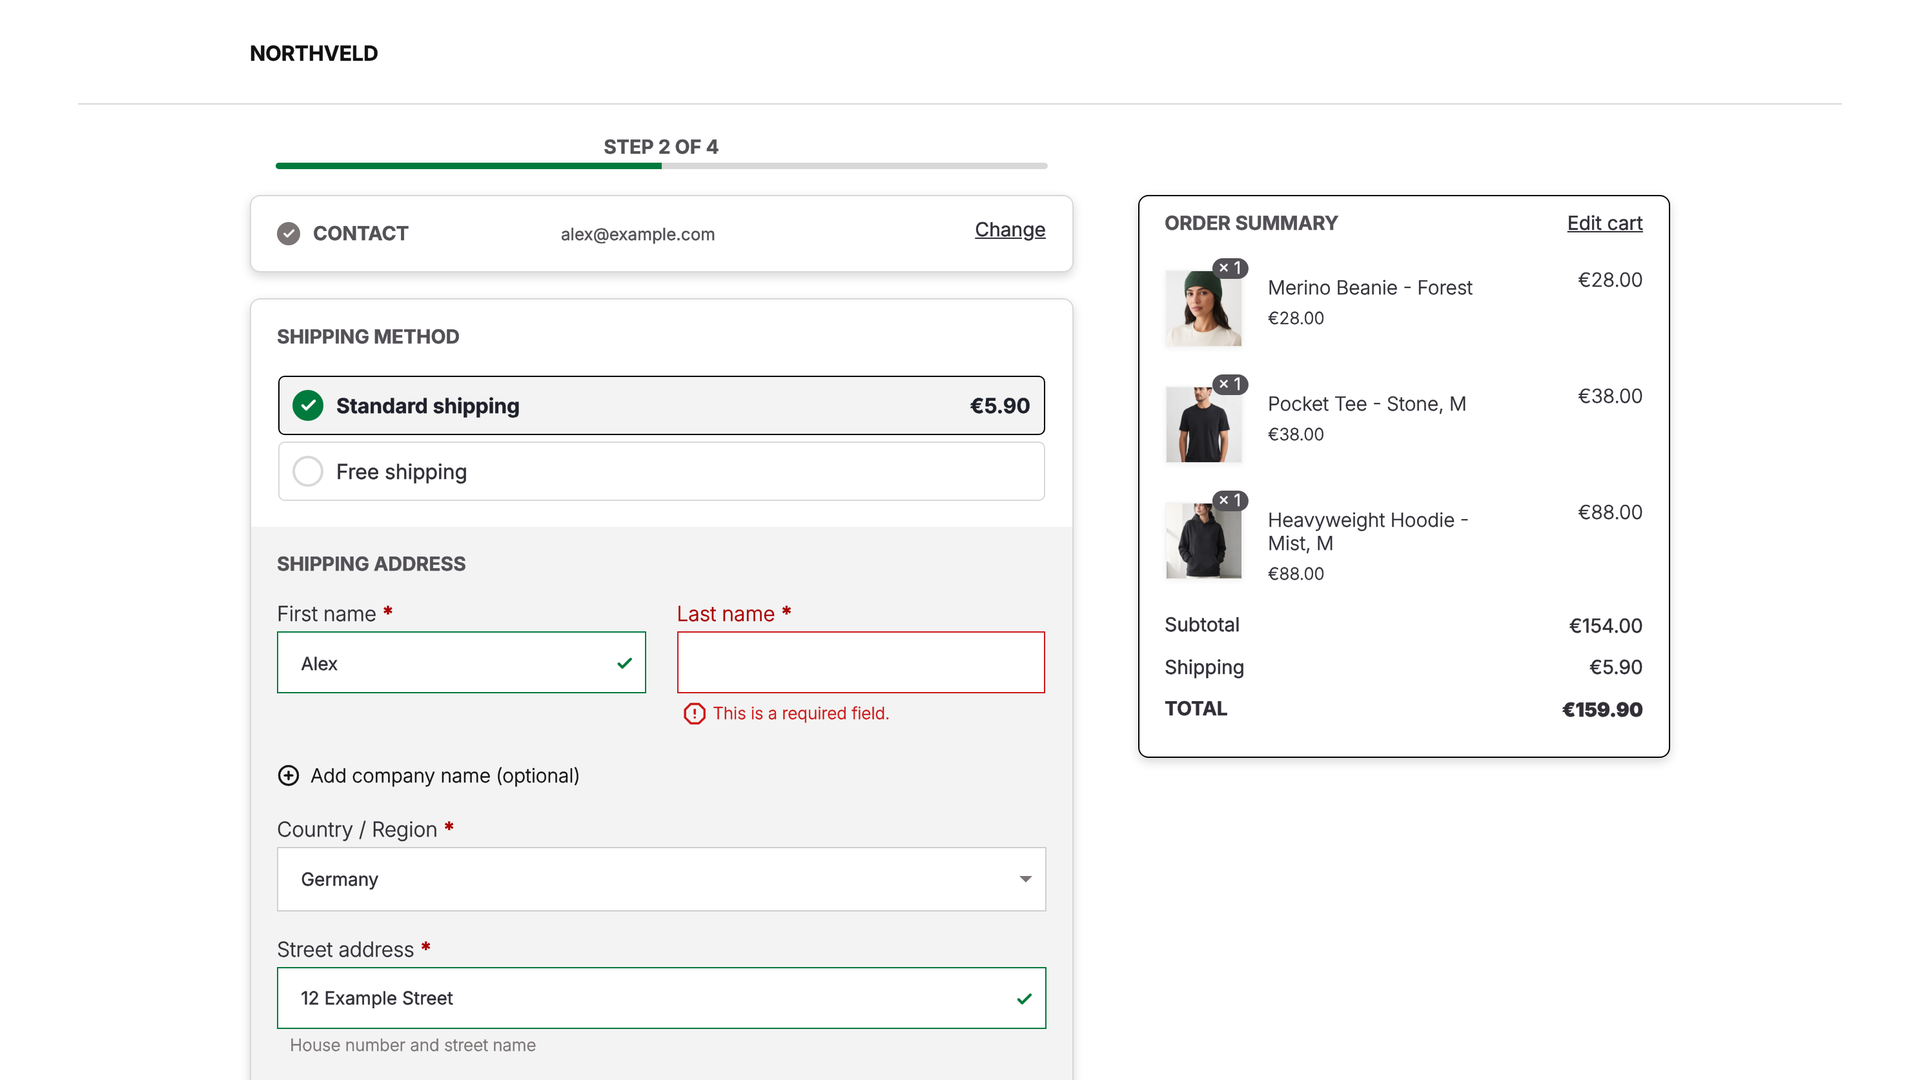 NORTHVELD
STEP 2 OF 4
CONTACT
alex@example.com
Change
SHIPPING METHOD
Standard shipping
€5.90
Free shipping
SHIPPING ADDRESS
First name *
Last name *
Alex
This is a required field.
Add company name (optional)
Country / Region *
Germany
Street address *
12 Example Street
House number and street name
ORDER SUMMARY
Edit cart
× 1
Merino Beanie - Forest
€28.00
€28.00
× 1
Pocket Tee - Stone, M
€38.00
€38.00
× 1
Heavyweight Hoodie -
Mist, M
€88.00
€88.00
Subtotal
€154.00
Shipping
€5.90
TOTAL
€159.90